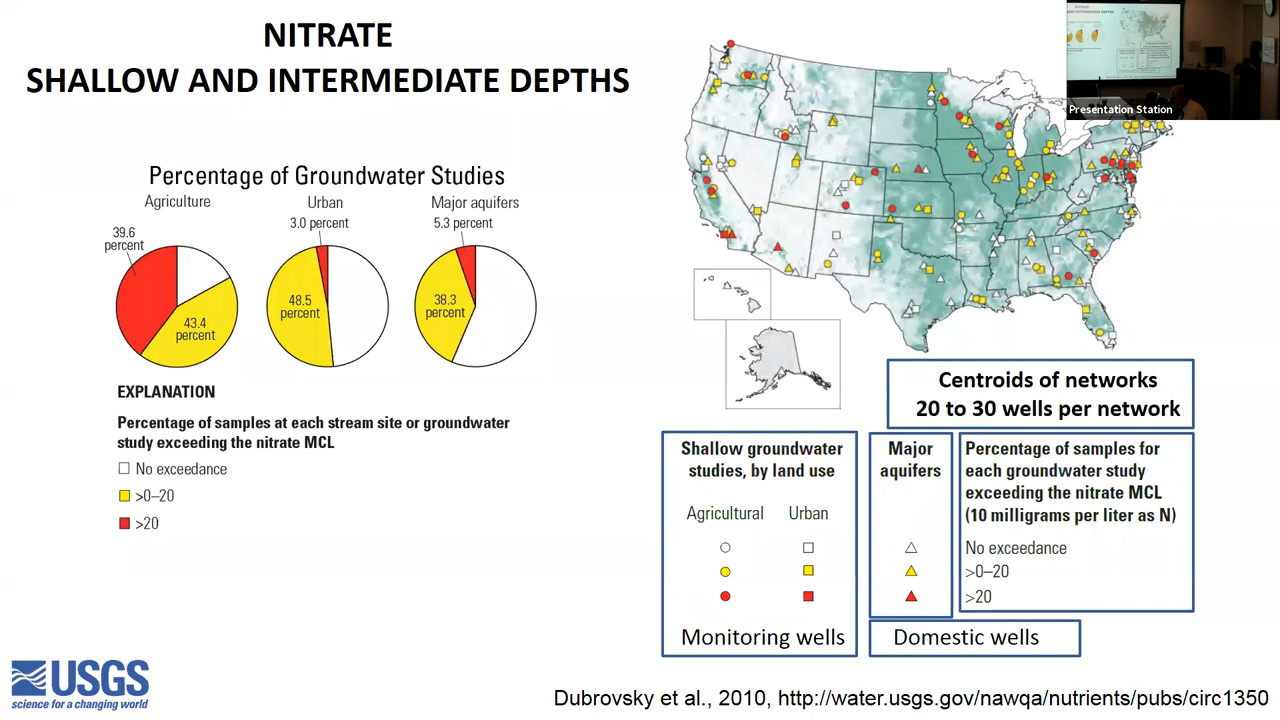 NITRATE
SHALLOW AND INTERMEDIATE DEPTHS
Percentage of Groundwater Studies
Agriculture
Urban
Major aquifers
39.6
percent
3.0 percent
5.3 percent
43.4
percent
48.5
percent
38.3
percent
EXPLANATION
Percentage of samples at each stream site or groundwater
study exceeding the nitrate MCL
No exceedance
>0–20
>20
Presentation Station
Centroids of networks
20 to 30 wells per network
Shallow groundwater
studies, by land use
Agricultural Urban
Monitoring wells
Major
aquifers
Domestic wells
Percentage of samples for
each groundwater study
exceeding the nitrate MCL
(10 milligrams per liter as N)
No exceedance
>0–20
>20
USGS
science for a changing world
Dubrovsky et al., 2010, http://water.usgs.gov/nawqa/nutrients/pubs/circ1350